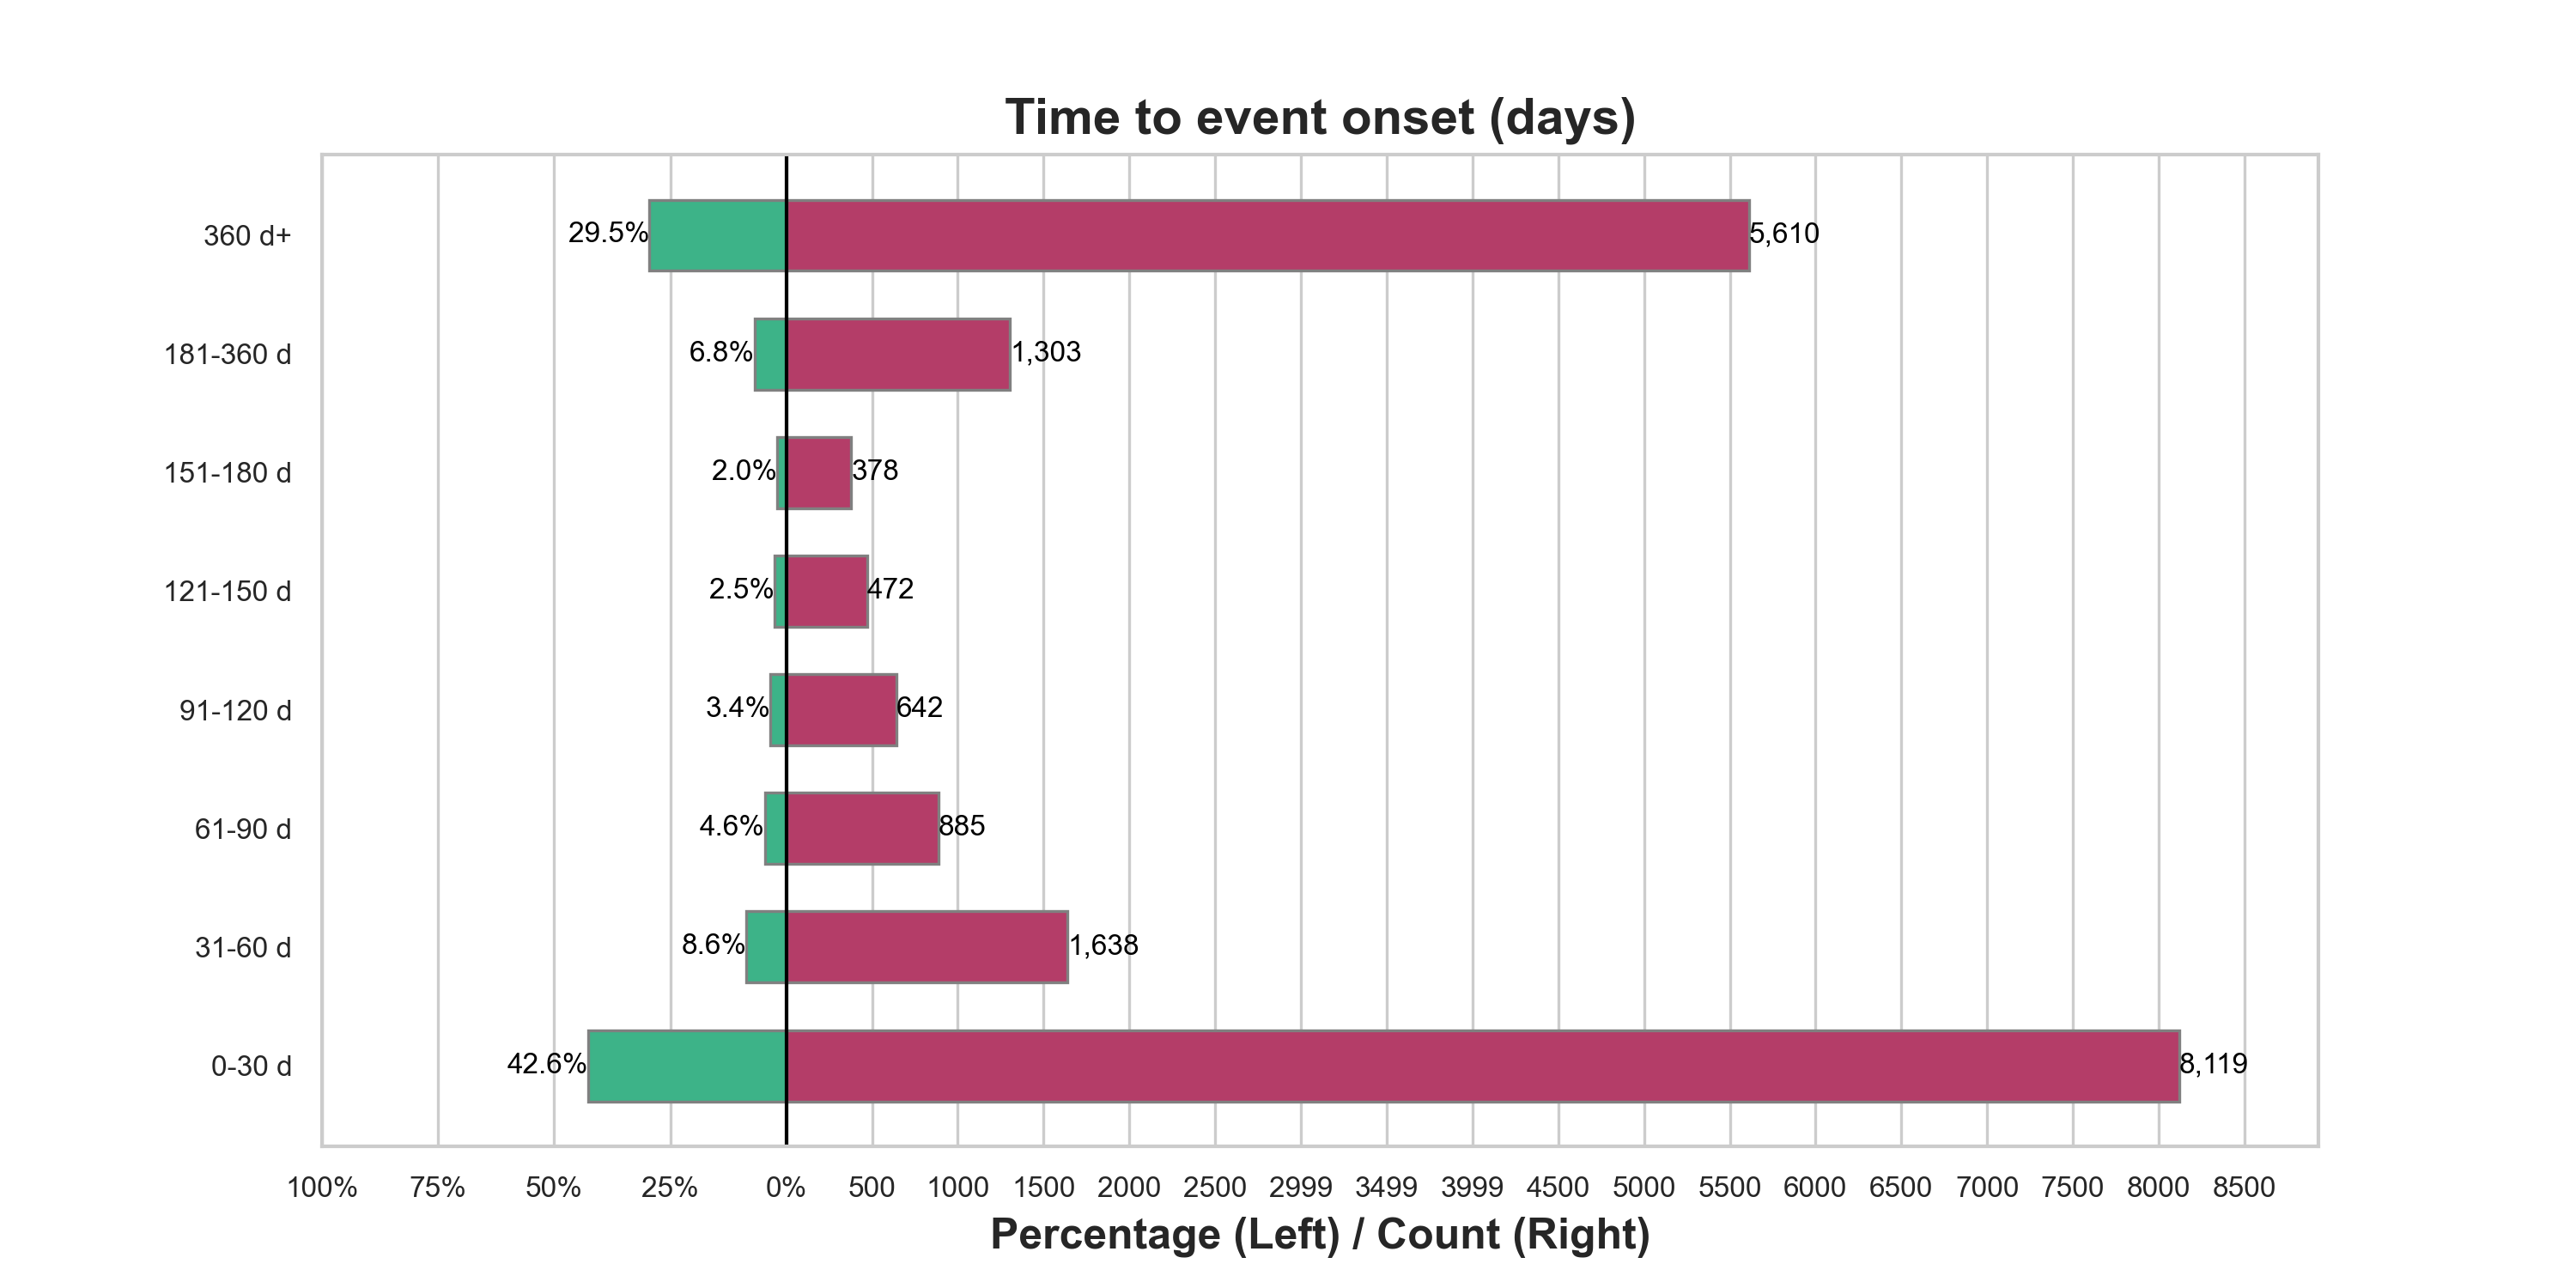 Time to event onset (days)
360 d+ 29.5% 5,610
181-360 d 6.8% 1,303
151-180 d 2.0% 378
121-150 d 2.5% 472
91-120 d 3.4% 642
61-90 d 4.6% 885
31-60 d 8.6% 1,638
0-30 d 42.6% 8,119
100% 75% 50% 25% 0% 500 1000 1500 2000 2500 2999 3499 3999 4500 5000 5500 6000 6500 7000 7500 8000 8500
Percentage (Left) / Count (Right)